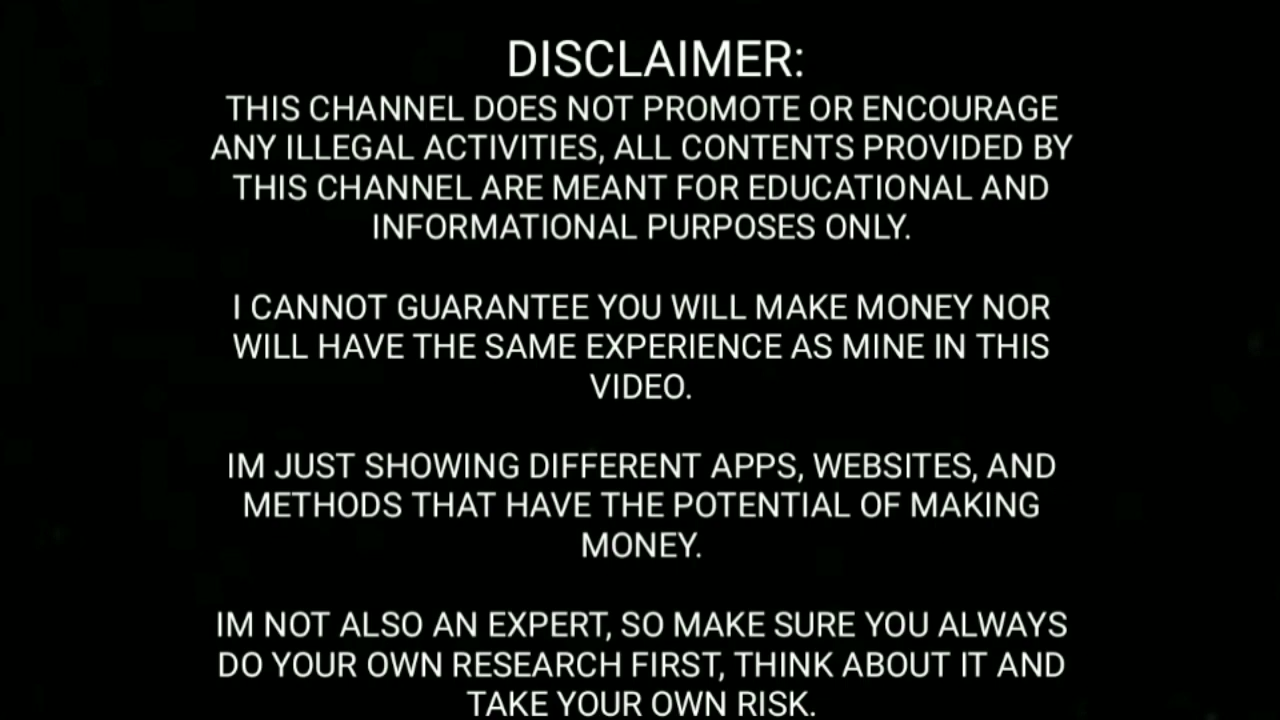 DISCLAIMER:
THIS CHANNEL DOES NOT PROMOTE OR ENCOURAGE
ANY ILLEGAL ACTIVITIES, ALL CONTENTS PROVIDED BY
THIS CHANNEL ARE MEANT FOR EDUCATIONAL AND
INFORMATIONAL PURPOSES ONLY.
I CANNOT GUARANTEE YOU WILL MAKE MONEY NOR
WILL HAVE THE SAME EXPERIENCE AS MINE IN THIS
VIDEO.
IM JUST SHOWING DIFFERENT APPS, WEBSITES, AND
METHODS THAT HAVE THE POTENTIAL OF MAKING
MONEY.
IM NOT ALSO AN EXPERT, SO MAKE SURE YOU ALWAYS
DO YOUR OWN RESEARCH FIRST, THINK ABOUT IT AND
TAKE YOUR OWN RISK.